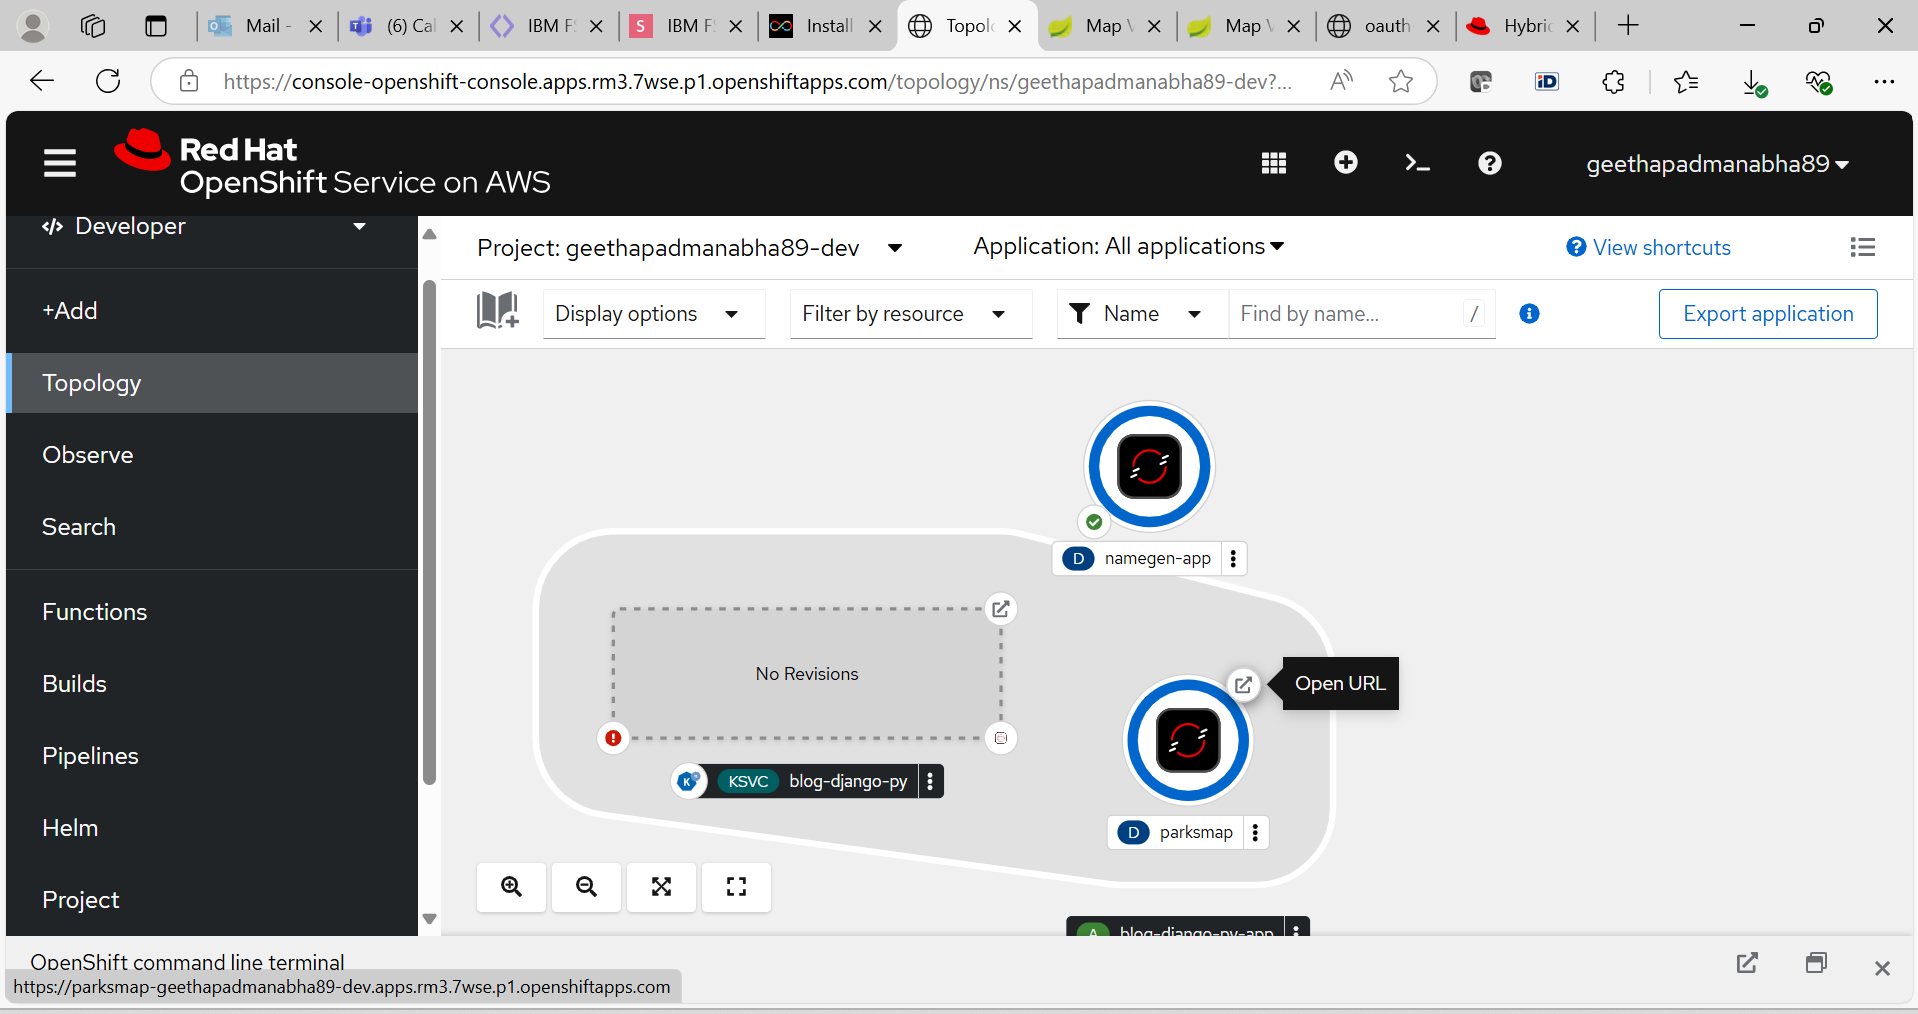 Mail -
(6) Cal
IBM FS
IBM FS
Install
Topolo
Map V
Map V
oauth
Hybric
https://console-openshift-console.apps.rm3.7wse.p1.openshiftapps.com/topology/ns/geethapadmanabha89-dev?...
Red Hat
OpenShift Service on AWS
geethapadmanabha89
Developer
Project: geethapadmanabha89-dev
Application: All applications
View shortcuts
+Add
Display options
Filter by resource
Name
Find by name...
/
Export application
Topology
Observe
Search
D namegen-app
Functions
No Revisions
Open URL
Builds
Pipelines
KSVC blog-django-py
D parksmap
Helm
Project
A blog-django-py-app
OpenShift command line terminal
https://parksmap-geethapadmanabha89-dev.apps.rm3.7wse.p1.openshiftapps.com